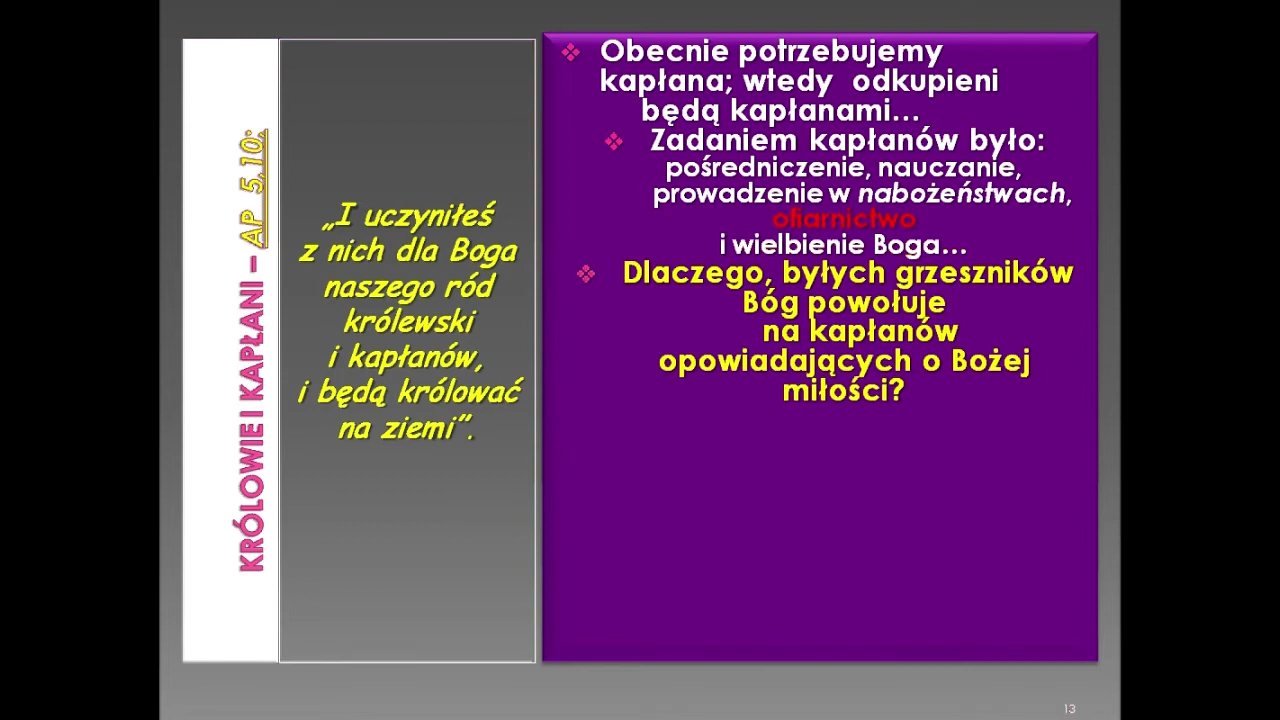 KRÓLOWIE I KAPŁANI – AP 5,10:
„I uczyniłeś
z nich dla Boga
naszego ród
królewski
i kapłanów,
i będą królować
na ziemi”.
Obecnie potrzebujemy
kapłana; wtedy odkupieni
będą kapłanami...
Zadaniem kapłanów było:
pośredniczenie, nauczanie,
prowadzenie w nabożeństwach,
ofiarnictwo
i wielbienie Boga...
Dlaczego, byłych grzeszników
Bóg powołuje
na kapłanów
opowiadających o Bożej
miłości?
13